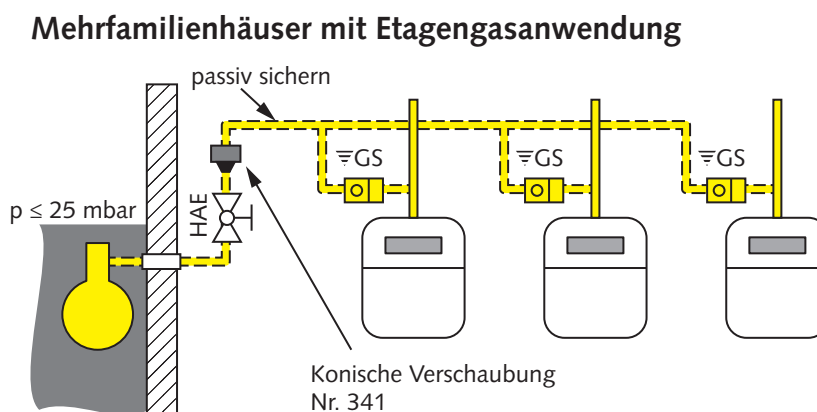 Mehrfamilienhäuser mit Etagengasanwendung
passiv sichern
GS
GS
GS
p ≤ 25 mbar
HAE
Konische Verschaubung
Nr. 341